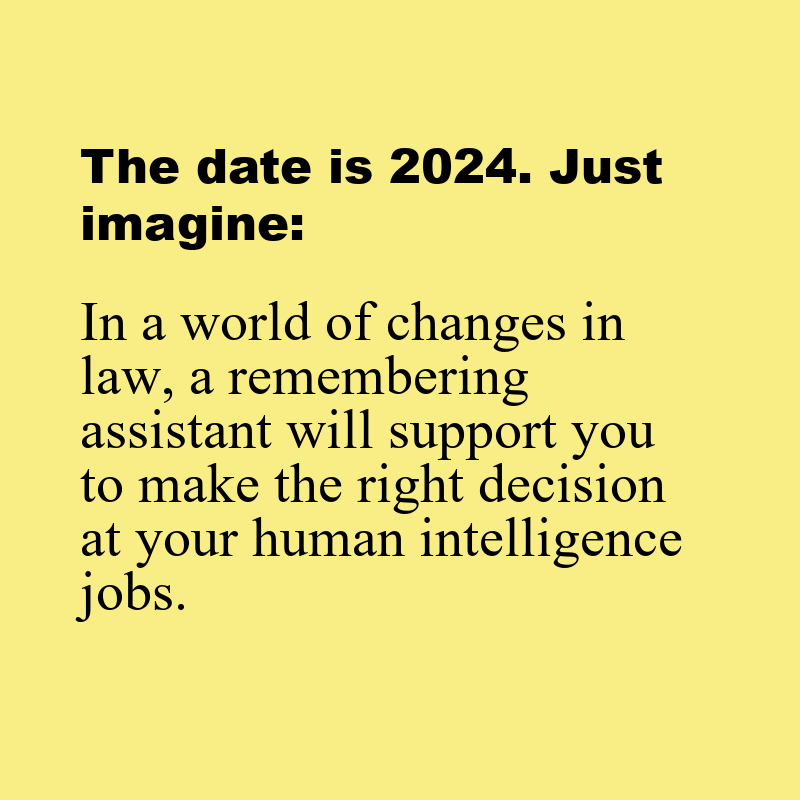 The date is 2024. Just
imagine:
In a world of changes in
law, a remembering
assistant will support you
to make the right decision
at your human intelligence
jobs.